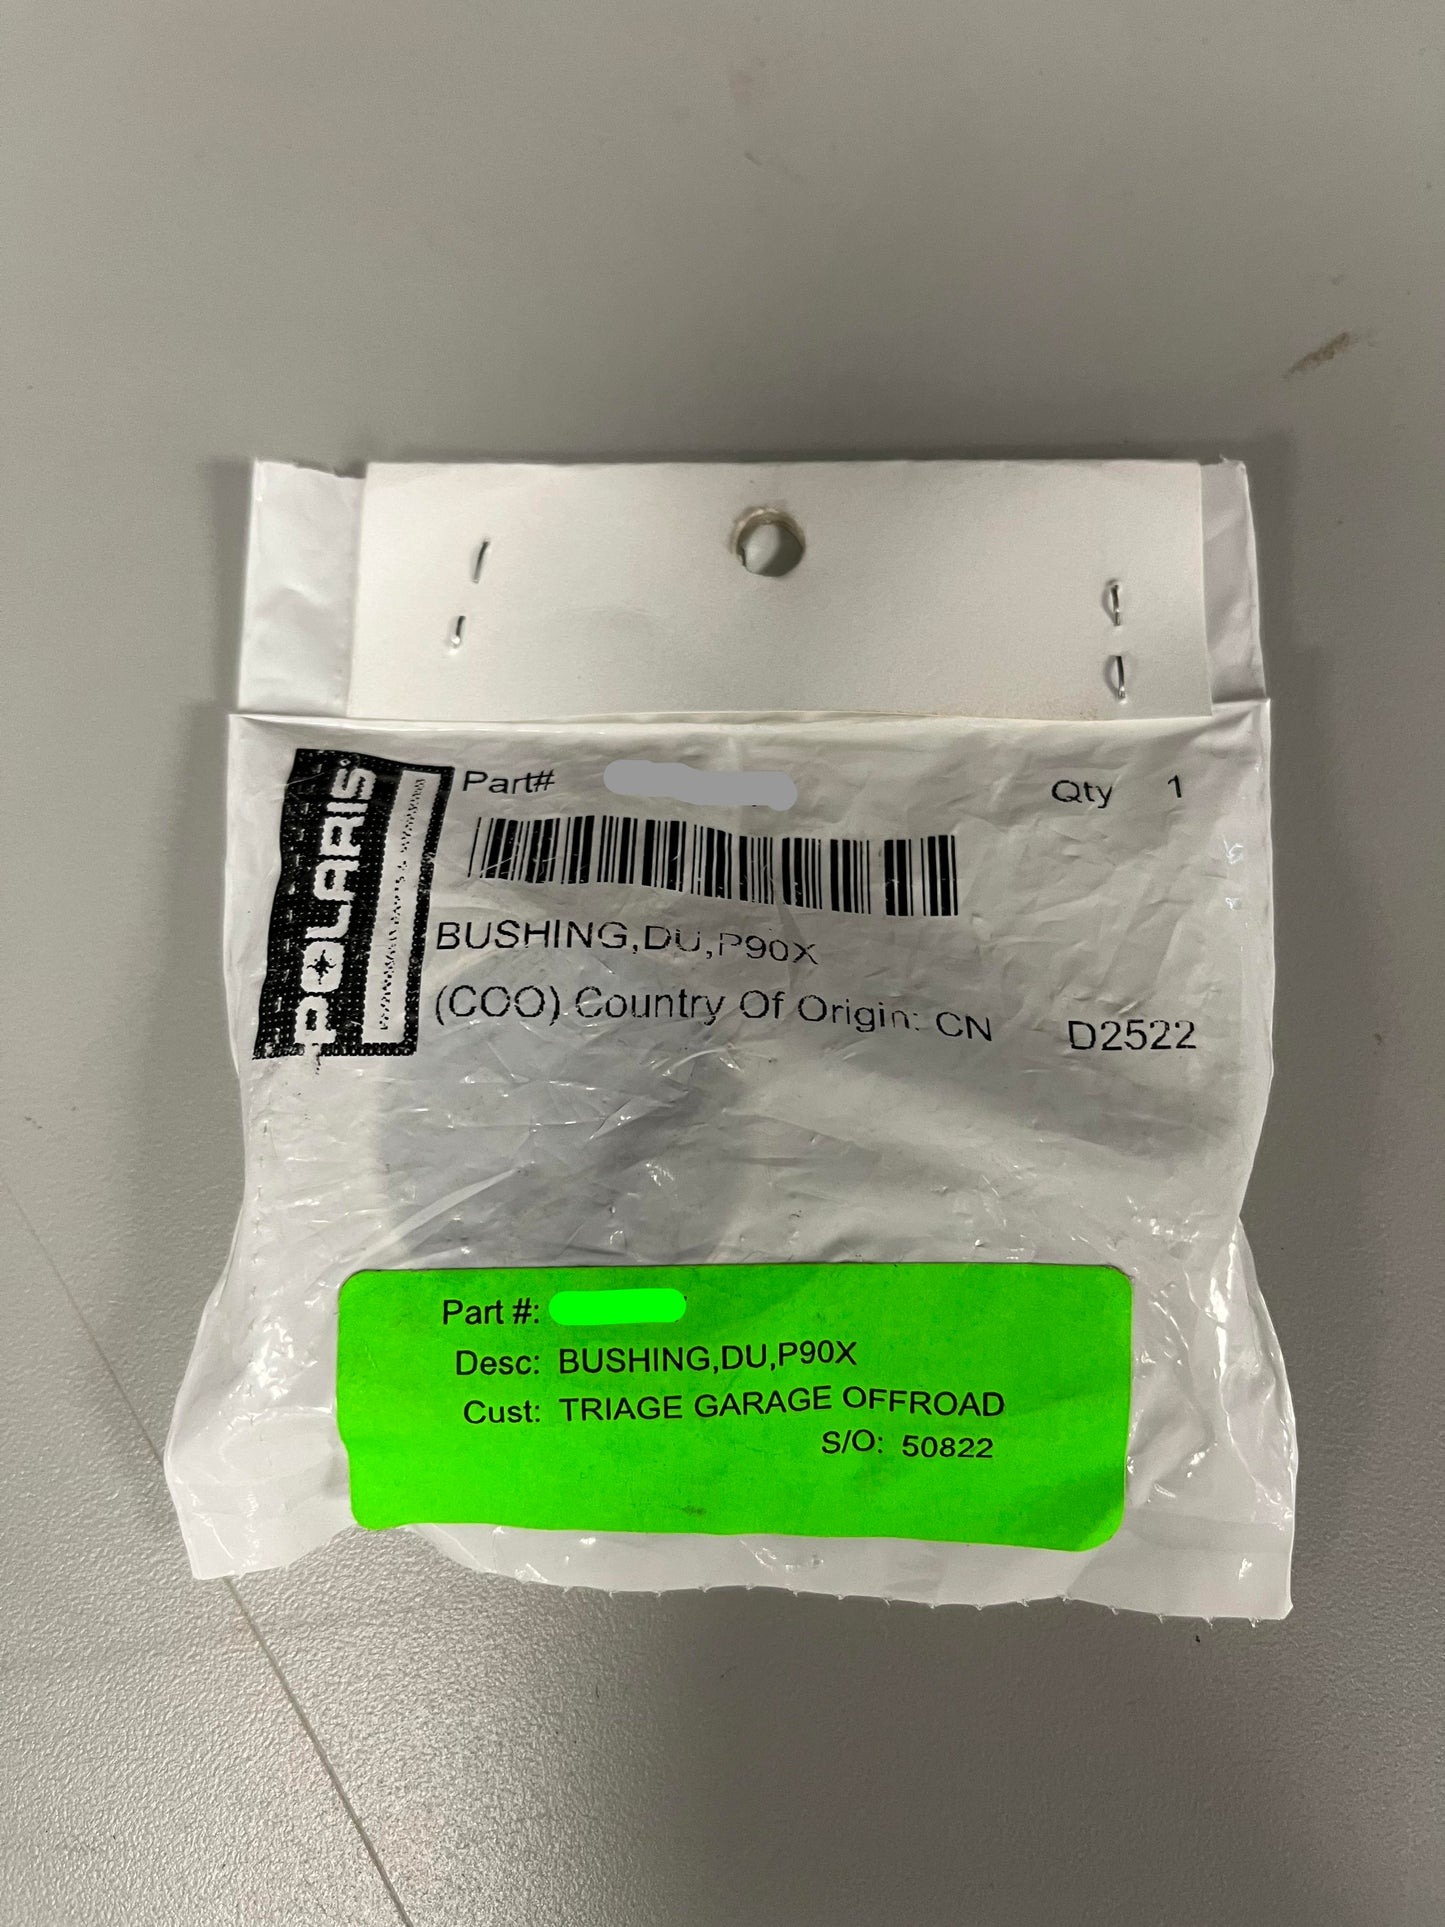 POLARIS
Part#
Qty 1
BUSHING,DU,P90X
(COO) Country Of Origin: CN D2522
Part #:
Desc: BUSHING,DU,P90X
Cust: TRIAGE GARAGE OFFROAD
S/O: 50822